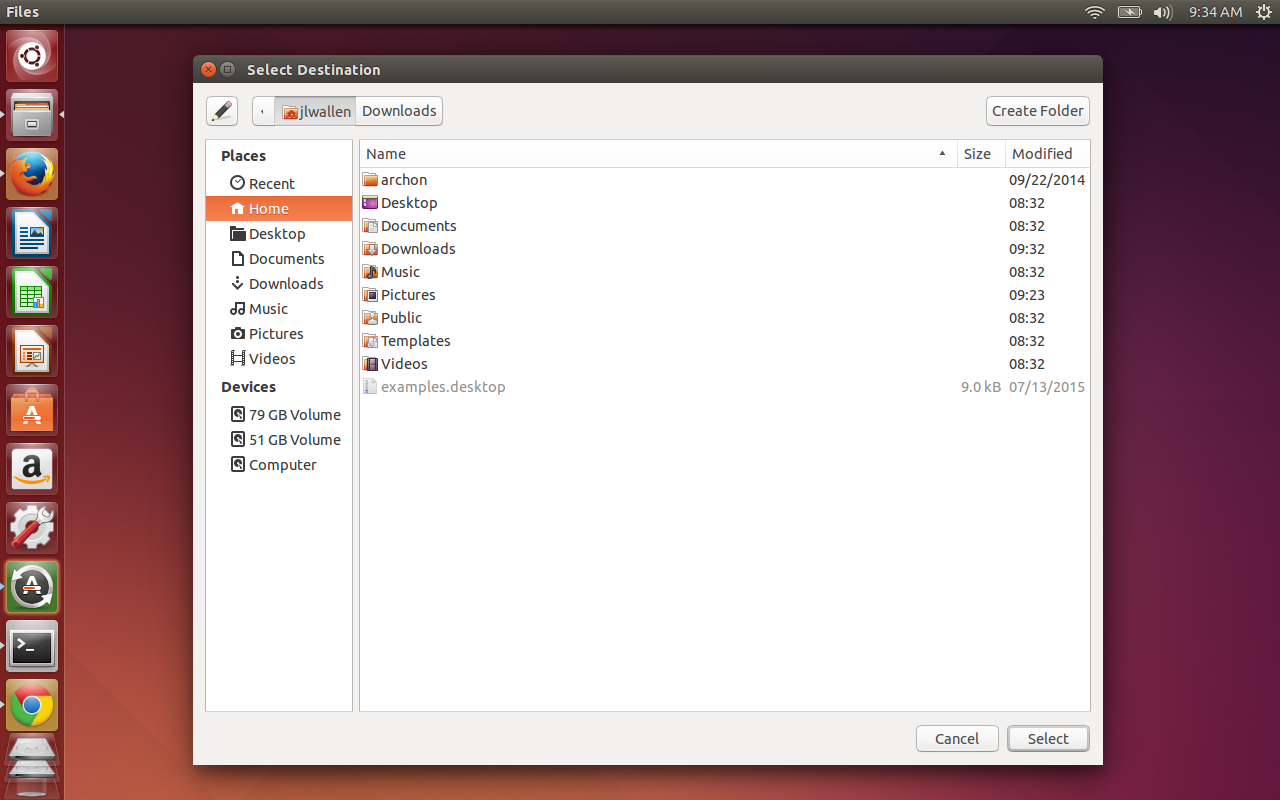 Files 9:34 AM
Select Destination
jlwallen Downloads Create Folder
Places
Recent
Home
Desktop
Documents
Downloads
Music
Pictures
Videos
Devices
79 GB Volume
51 GB Volume
Computer
Name Size Modified
archon 09/22/2014
Desktop 08:32
Documents 08:32
Downloads 09:32
Music 08:32
Pictures 09:23
Public 08:32
Templates 08:32
Videos 08:32
examples.desktop 9.0 kB 07/13/2015
Cancel Select